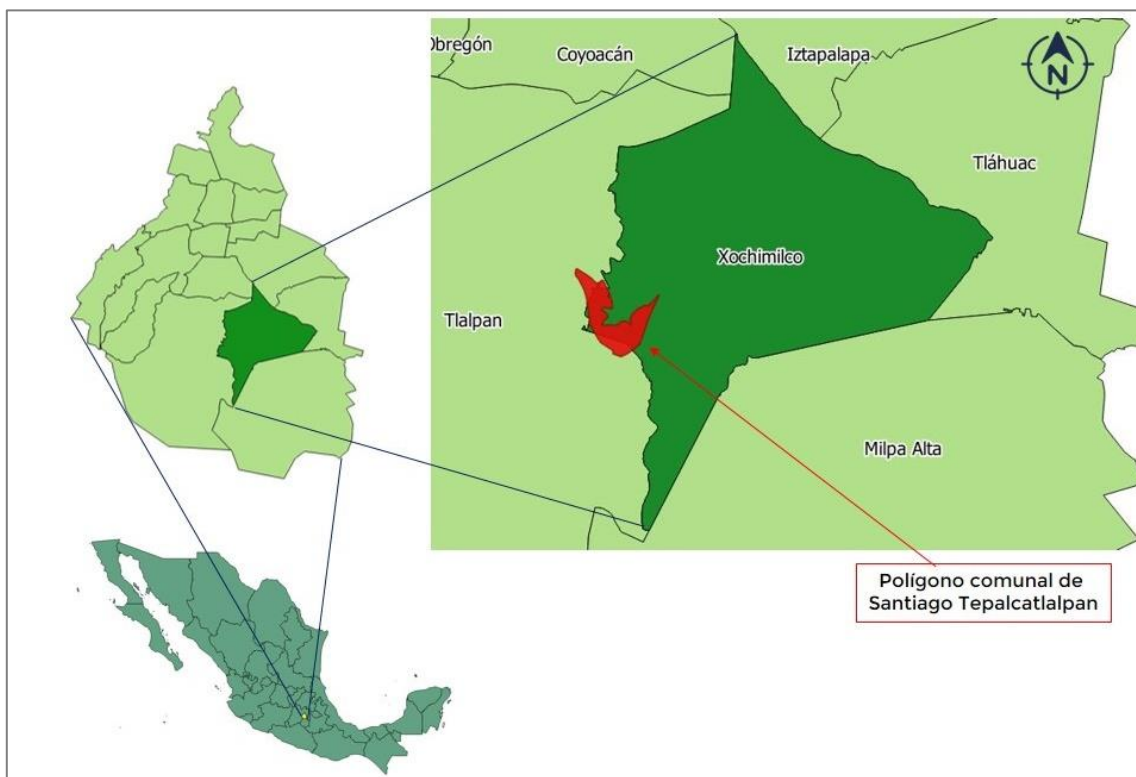 Obregón
Coyoacán
Iztapalapa
N
Tláhuac
Xochimilco
Tlalpan
Milpa Alta
Polígono comunal de
Santiago Tepalcatlalpan